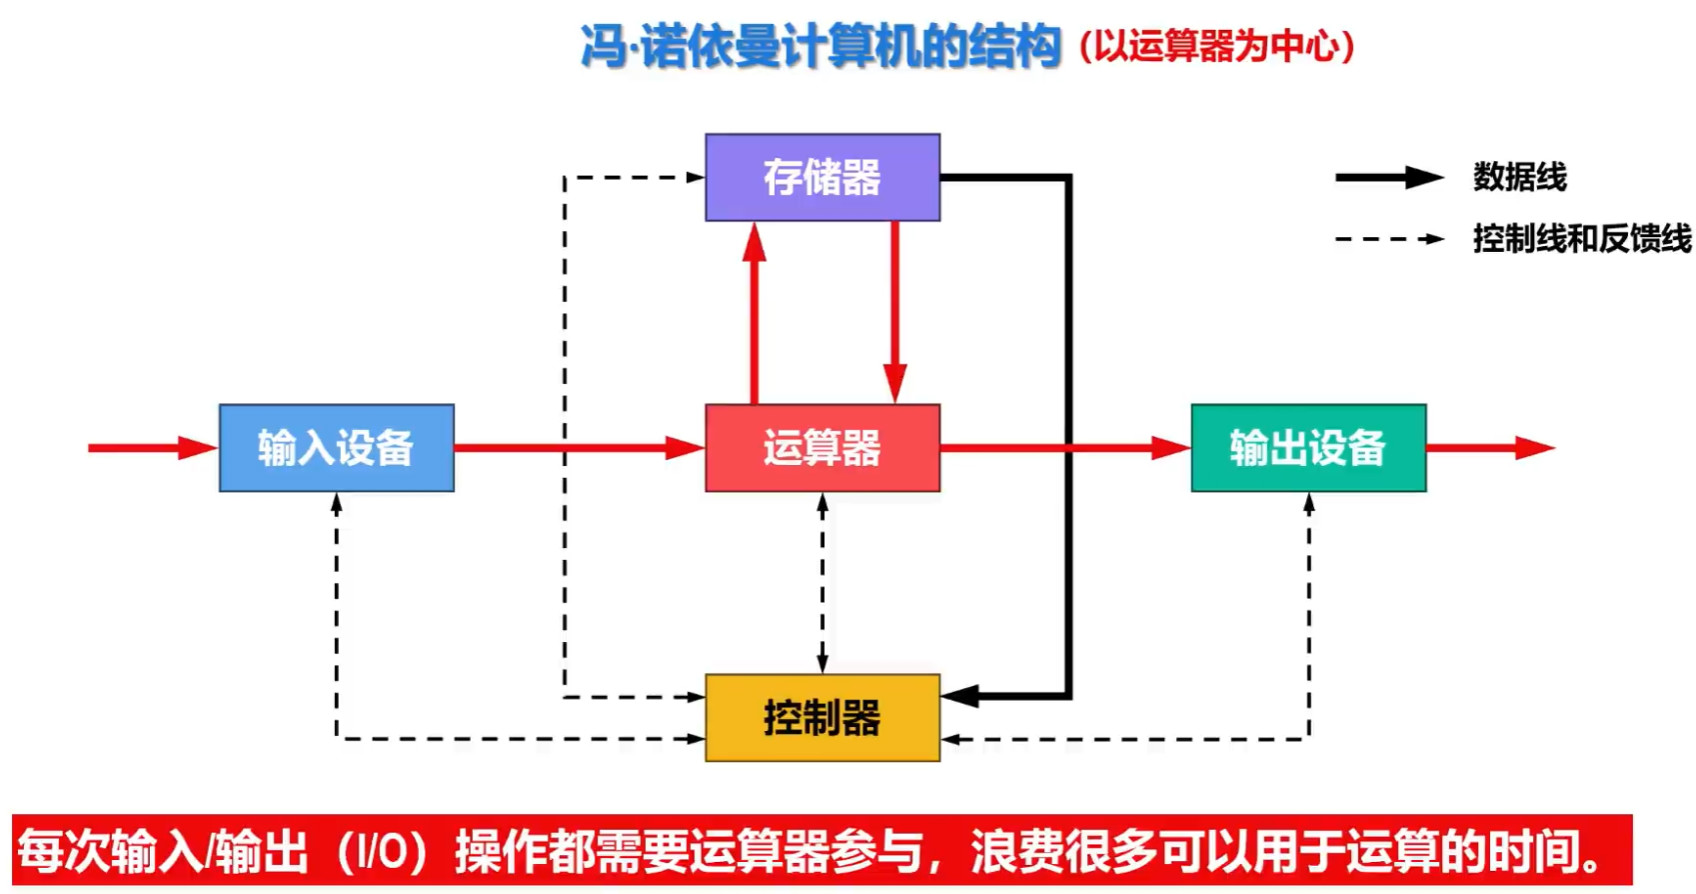 冯·诺依曼计算机的结构（以运算器为中心）
存储器
数据线
控制线和反馈线
输入设备
运算器
输出设备
控制器
每次输入/输出（I/O）操作都需要运算器参与，浪费很多可以用于运算的时间。